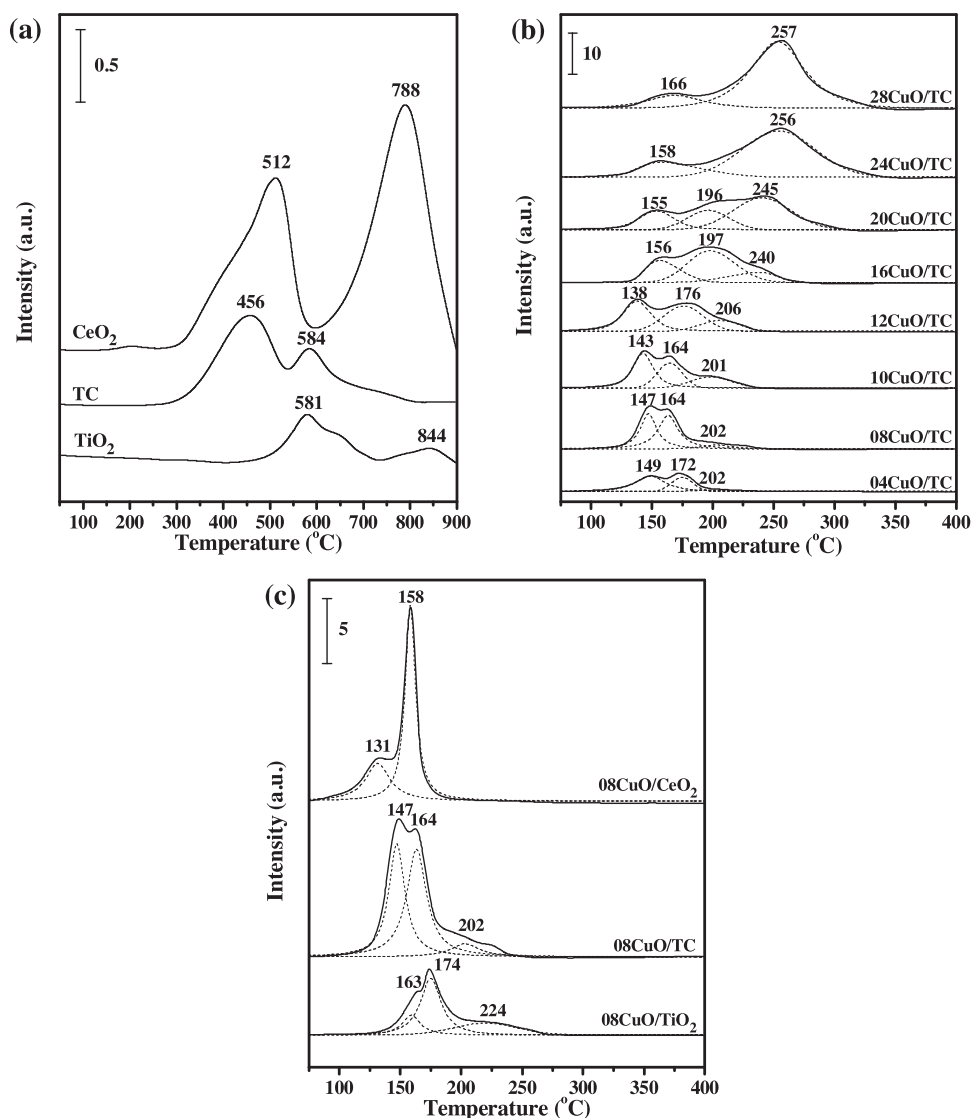 (a)
0.5
788
512
456
584
CeO₂
TC
581
844
TiO₂
100 200 300 400 500 600 700 800 900
Temperature (°C)
Intensity (a.u.)
(b)
10
257
166
28CuO/TC
256
158
24CuO/TC
155 196 245
20CuO/TC
156 197 240
16CuO/TC
138 176 206
12CuO/TC
143 164 201
10CuO/TC
147 164 202
08CuO/TC
149 172 202
04CuO/TC
100 150 200 250 300 350 400
Temperature (°C)
Intensity (a.u.)
(c)
5
158
131
08CuO/CeO₂
147 164
202
08CuO/TC
163 174
224
08CuO/TiO₂
100 150 200 250 300 350 400
Temperature (°C)
Intensity (a.u.)